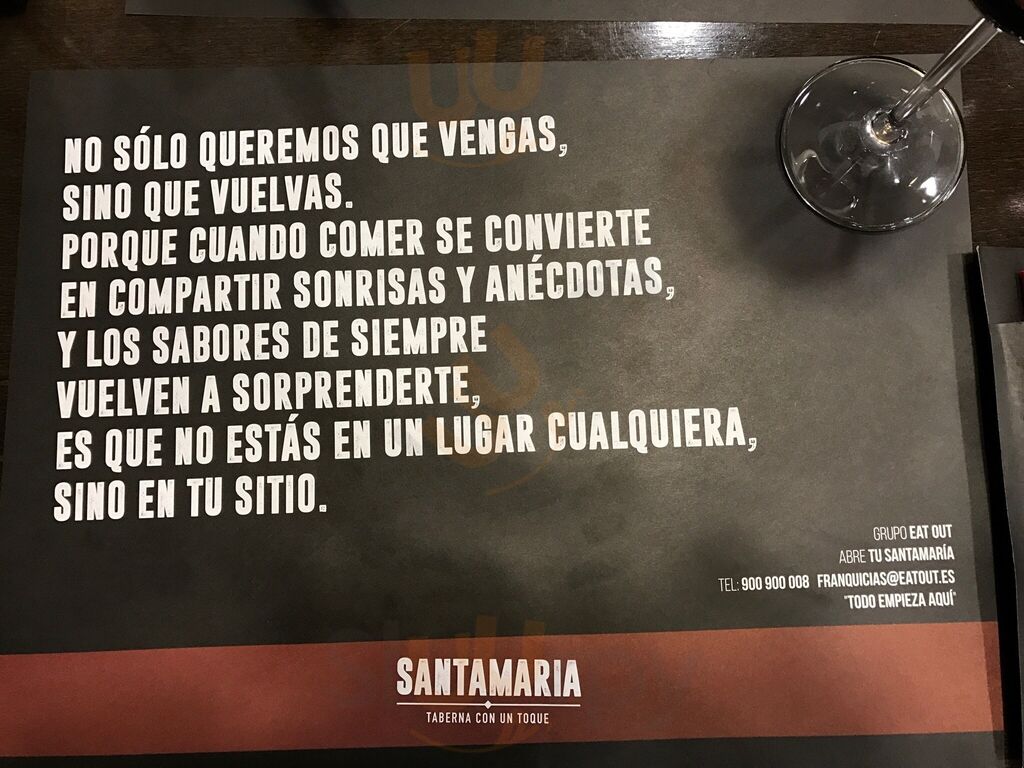 NO SÓLO QUEREMOS QUE VENGAS,
SINO QUE VUELVAS.
PORQUE CUANDO COMER SE CONVIERTE
EN COMPARTIR SONRISAS Y ANÉCDOTAS,
Y LOS SABORES DE SIEMPRE
VUELVEN A SORPRENDERTE,
ES QUE NO ESTÁS EN UN LUGAR CUALQUIERA,
SINO EN TU SITIO.
GRUPO EAT OUT
ABRE TU SANTAMARÍA
TEL: 900 900 008 FRANQUICIAS@EATOUT.ES
"TODO EMPIEZA AQUÍ"
SANTAMARIA
TABERNA CON UN TOQUE